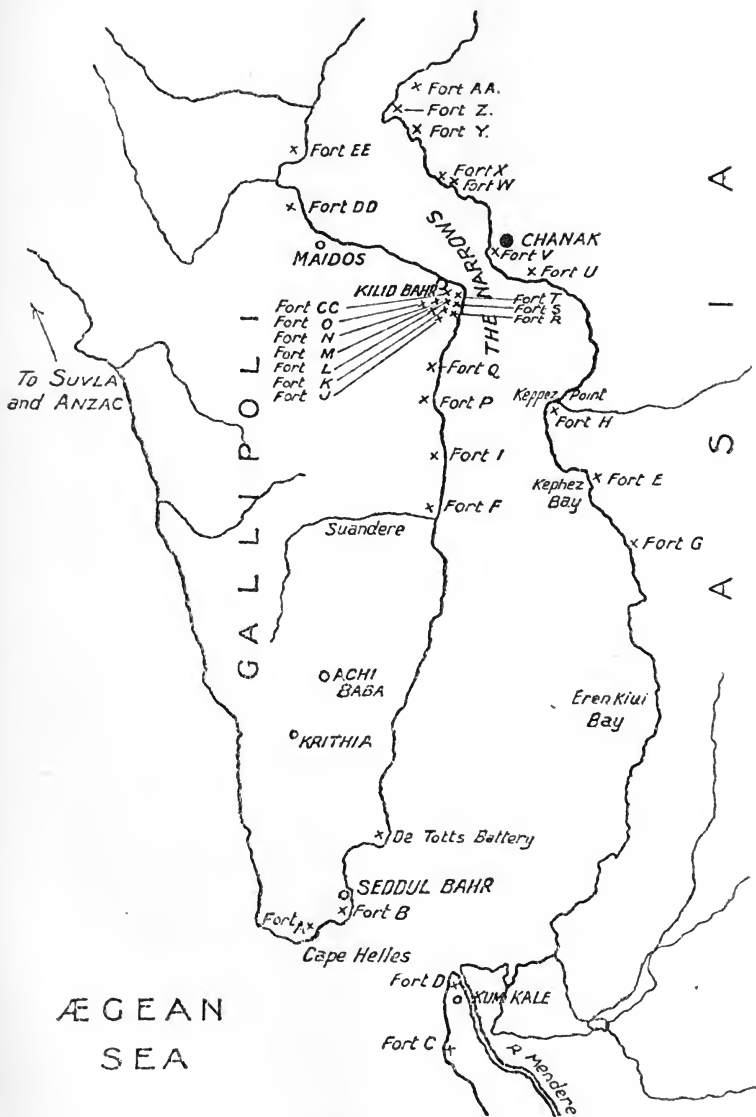 Fort AA.
Fort Z.
Fort Y.
Fort EE
Fort X
Fort W
Fort DD
THE NARROWS
CHANAK
MAIDOS
Fort V
Fort U
KILID BAHR
Fort CC
Fort O
Fort N
Fort M
Fort L
Fort K
Fort J
Fort T
Fort S
Fort R
To SUVLA
and ANZAC
Fort Q
Keppez Point
Fort P
Fort H
Fort I
Kephez
Bay
Fort E
Fort F
Suandere
Fort G
GALLIPOLI
ASIA
ACHI
BABA
Eren Kiui
Bay
KRITHIA
De Totts Battery
SEDDUL BAHR
Fort B
Fort A
Cape Helles
Fort D
KUM KALE
ÆGEAN
SEA
Fort C
R Mendere